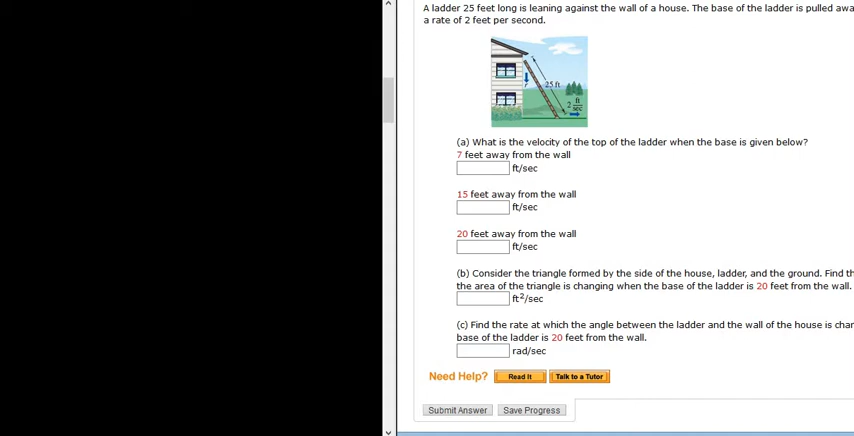 A ladder 25 feet long is leaning against the wall of a house. The base of the ladder is pulled
a rate of 2 feet per second.
25 ft
r
2 ft/sec
(a) What is the velocity of the top of the ladder when the base is given below?
7 feet away from the wall
ft/sec
15 feet away from the wall
ft/sec
20 feet away from the wall
ft/sec
(b) Consider the triangle formed by the side of the house, ladder, and the ground. Find
the area of the triangle is changing when the base of the ladder is 20 feet from the wall.
ft²/sec
(c) Find the rate at which the angle between the ladder and the wall of the house is
base of the ladder is 20 feet from the wall.
rad/sec
Need Help? Read It Talk to a Tutor
Submit Answer Save Progress